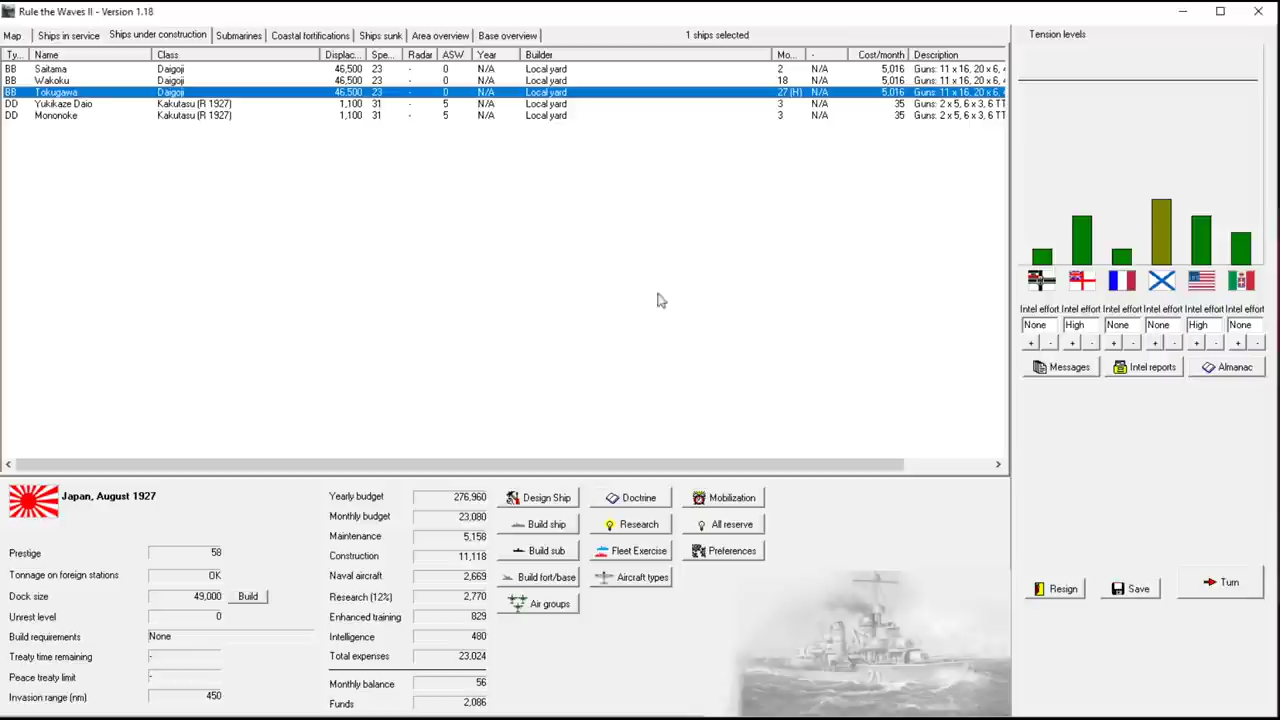 Rule the Waves II - Version 1.18
Map Ships in service Ships under construction Submarines Coastal fortifications Ships sunk Area overview Base overview 1 ships selected Tension levels
Ty... Name Class Displac... Spe... Radar ASW Year Builder Mo... - Cost/month Description
BB Saitama Daigoji 46,500 23 - 0 N/A Local yard 2 N/A 5,016 Guns: 11 x 16, 20 x 6, 4
BB Wakoku Daigoji 46,500 23 - 0 N/A Local yard 18 N/A 5,016 Guns: 11 x 16, 20 x 6, 4
BB Tokugawa Daigoji 46,500 23 - 0 N/A Local yard 27 (H) N/A 5,016 Guns: 11 x 16, 20 x 6, 4
DD Yukikaze Daio Kakutasu (R 1927) 1,100 31 - 5 N/A Local yard 3 N/A 35 Guns: 2 x 5, 6 x 3, 6 TT
DD Mononoke Kakutasu (R 1927) 1,100 31 - 5 N/A Local yard 3 N/A 35 Guns: 2 x 5, 6 x 3, 6 TT
Intel effort Intel effort Intel effort Intel effort Intel effort Intel effort
None High None None High None
+ - + - + - + - + - + -
Messages Intel reports Almanac
Japan, August 1927
Prestige 58
Tonnage on foreign stations OK
Dock size 49,000 Build
Unrest level 0
Build requirements None
Treaty time remaining -
Peace treaty limit -
Invasion range (nm) 450
Yearly budget 276,960
Monthly budget 23,080
Maintenance 5,158
Construction 11,118
Naval aircraft 2,669
Research (12%) 2,770
Enhanced training 829
Intelligence 480
Total expenses 23,024
Monthly balance 56
Funds 2,086
Design Ship Doctrine Mobilization
Build ship Research All reserve
Build sub Fleet Exercise Preferences
Build fort/base Aircraft types
Air groups
Resign Save Turn